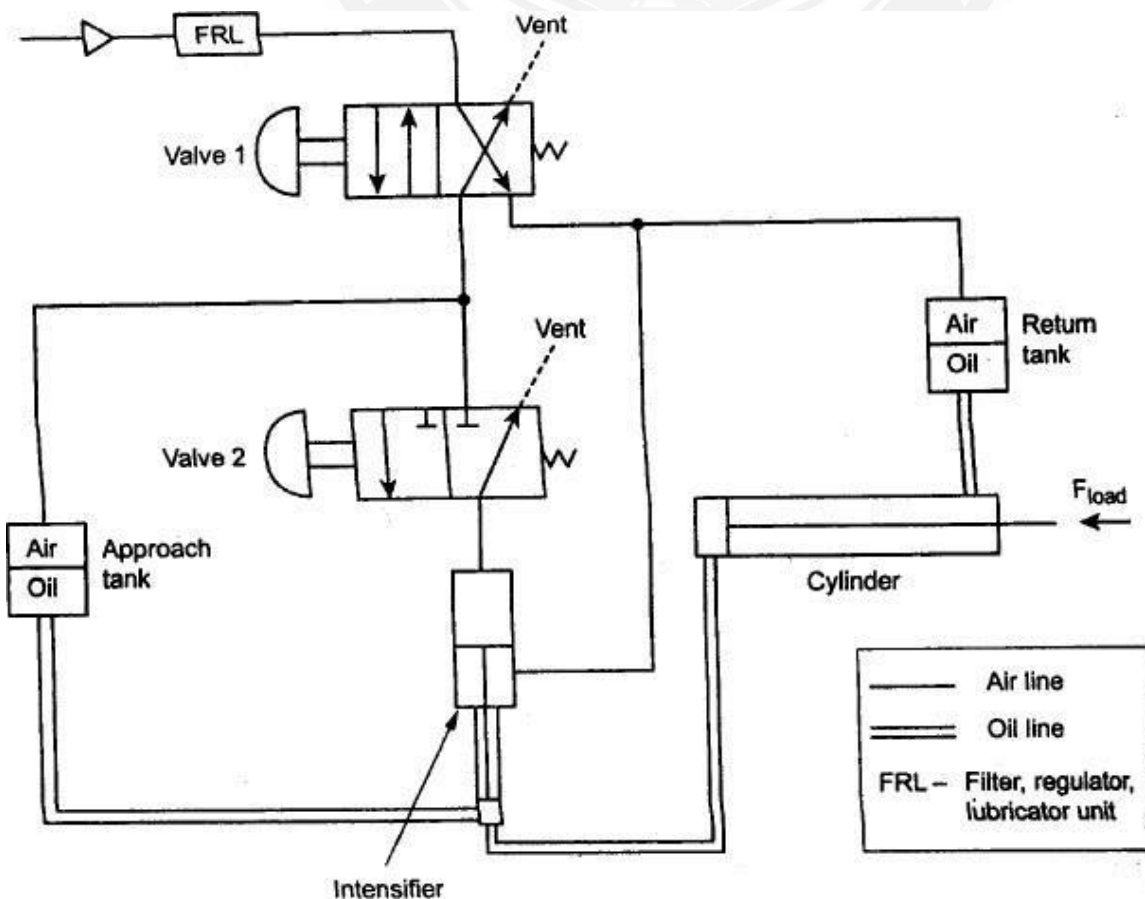 FRL
Vent
Valve 1
Vent
Air
Oil
Return
tank
Valve 2
F load
Air
Oil
Approach
tank
Cylinder
Air line
Oil line
FRL – Filter, regulator,
lubricator unit
Intensifier